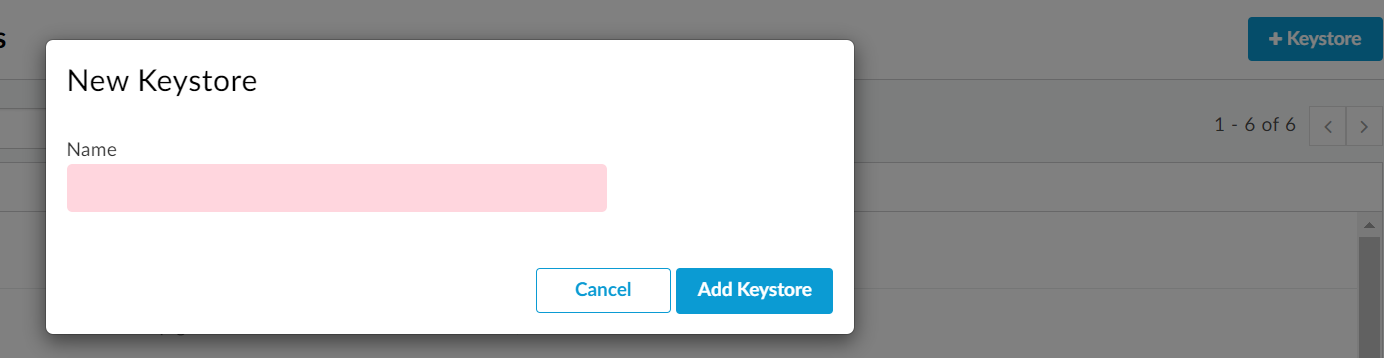 s
+ Keystore
New Keystore
1 - 6 of 6
Name
Cancel
Add Keystore